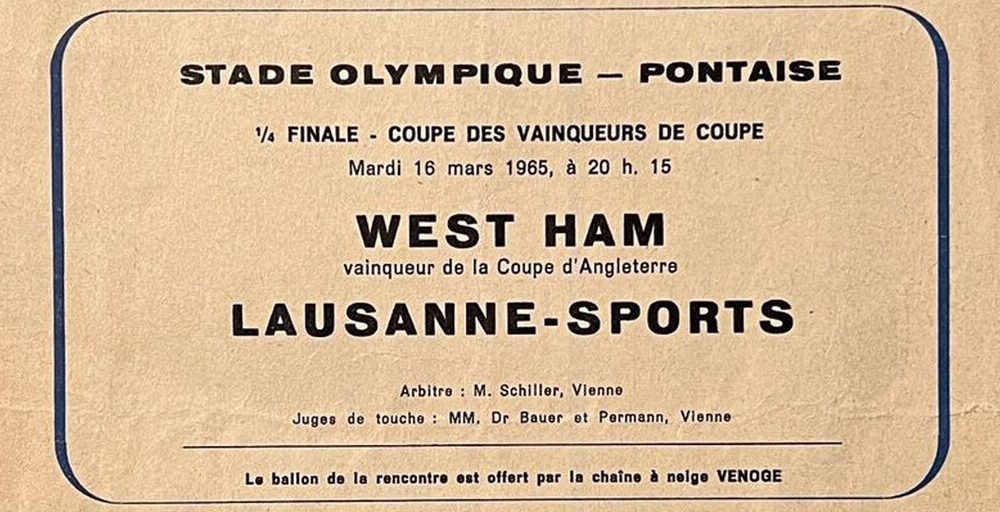 STADE OLYMPIQUE – PONTAISE
¼ FINALE - COUPE DES VAINQUEURS DE COUPE
Mardi 16 mars 1965, à 20 h. 15
WEST HAM
vainqueur de la Coupe d'Angleterre
LAUSANNE-SPORTS
Arbitre : M. Schiller, Vienne
Juges de touche : MM. Dr Bauer et Permann, Vienne
Le ballon de la rencontre est offert par la chaîne à neige VENOGE